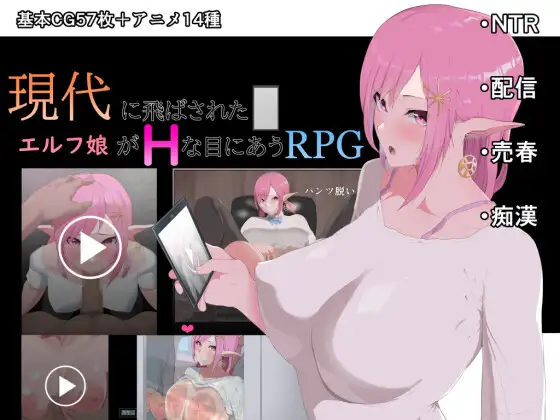 基本CG57枚＋アニメ14種
・NTR
現代に飛ばされた
エルフ娘がHな目にあうRPG
・配信
・売春
・痴漢
パンツ脱い